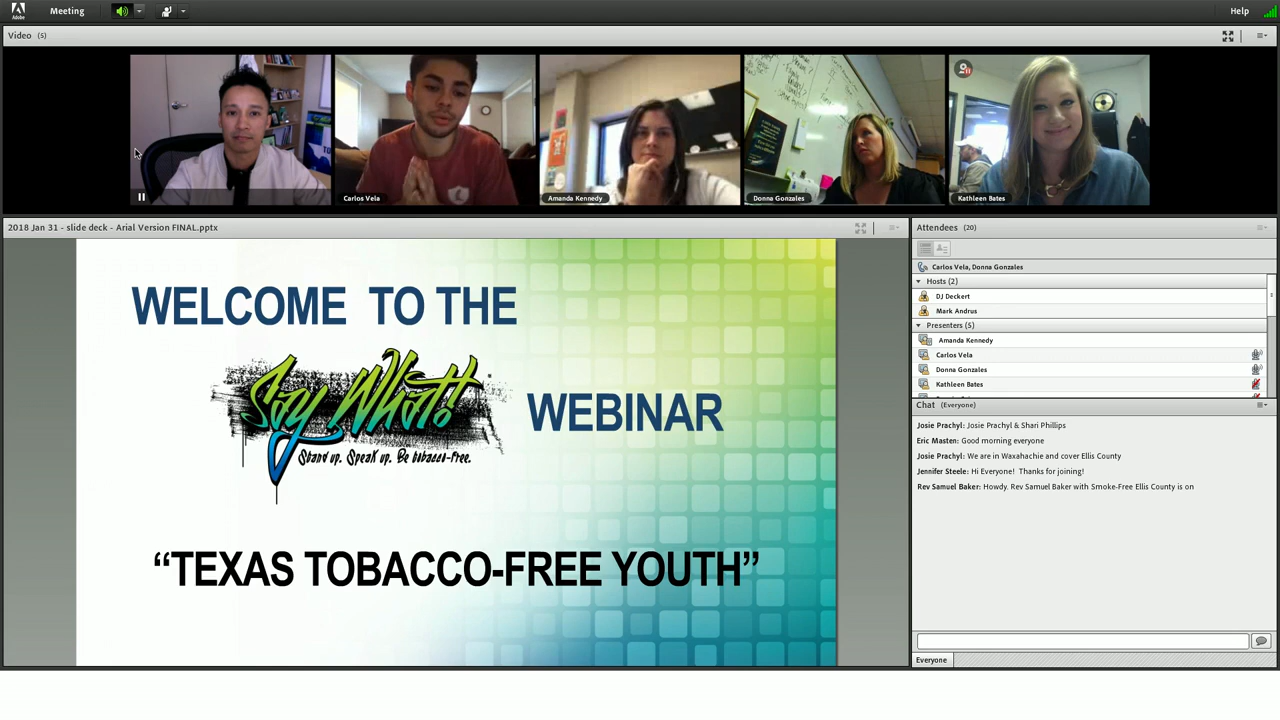 Adobe
Meeting
Help
Video (5)
Carlos Vela
Amanda Kennedy
Donna Gonzales
Kathleen Bates
2018 Jan 31 - slide deck - Arial Version FINAL.pptx
WELCOME TO THE
Say What!
Stand up. Speak up. Be tobacco-free.
WEBINAR
“TEXAS TOBACCO-FREE YOUTH”
Attendees (20)
Carlos Vela, Donna Gonzales
Hosts (2)
DJ Deckert
Mark Andrus
Presenters (5)
Amanda Kennedy
Carlos Vela
Donna Gonzales
Kathleen Bates
Chat (Everyone)
Josie Prachyl: Josie Prachyl & Shari Phillips
Eric Masten: Good morning everyone
Josie Prachyl: We are in Waxahachie and cover Ellis County
Jennifer Steele: Hi Everyone! Thanks for joining!
Rev Samuel Baker: Howdy. Rev Samuel Baker with Smoke-Free Ellis County is on
Everyone